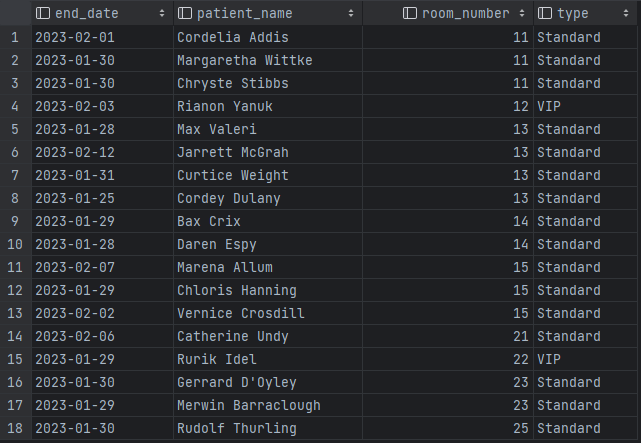 end_date patient_name room_number type
1 2023-02-01 Cordelia Addis 11 Standard
2 2023-01-30 Margaretha Wittke 11 Standard
3 2023-01-30 Chryste Stibbs 11 Standard
4 2023-02-03 Rianon Yanuk 12 VIP
5 2023-01-28 Max Valeri 13 Standard
6 2023-02-12 Jarrett McGrah 13 Standard
7 2023-01-31 Curtice Weight 13 Standard
8 2023-01-25 Cordey Dulany 13 Standard
9 2023-01-29 Bax Crix 14 Standard
10 2023-01-28 Daren Espy 14 Standard
11 2023-02-07 Marena Allum 15 Standard
12 2023-01-29 Chloris Hanning 15 Standard
13 2023-02-02 Vernice Crosdill 15 Standard
14 2023-02-06 Catherine Undy 21 Standard
15 2023-01-29 Rurik Idel 22 VIP
16 2023-01-30 Gerrard D'Oyley 23 Standard
17 2023-01-29 Merwin Barraclough 23 Standard
18 2023-01-30 Rudolf Thurling 25 Standard